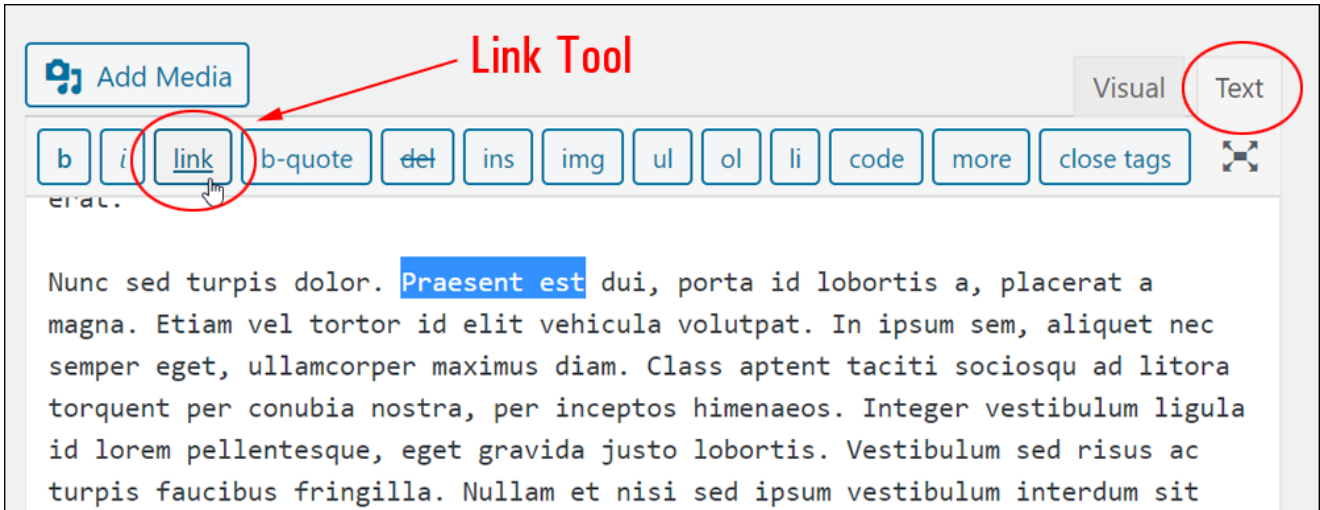 Link Tool
Add Media
Visual Text
b i link b-quote del ins img ul ol li code more close tags
erat.
Nunc sed turpis dolor. Praesent est dui, porta id lobortis a, placerat a
magna. Etiam vel tortor id elit vehicula volutpat. In ipsum sem, aliquet nec
semper eget, ullamcorper maximus diam. Class aptent taciti sociosqu ad litora
torquent per conubia nostra, per inceptos himenaeos. Integer vestibulum ligula
id lorem pellentesque, eget gravida justo lobortis. Vestibulum sed risus ac
turpis faucibus fringilla. Nullam et nisi sed ipsum vestibulum interdum sit